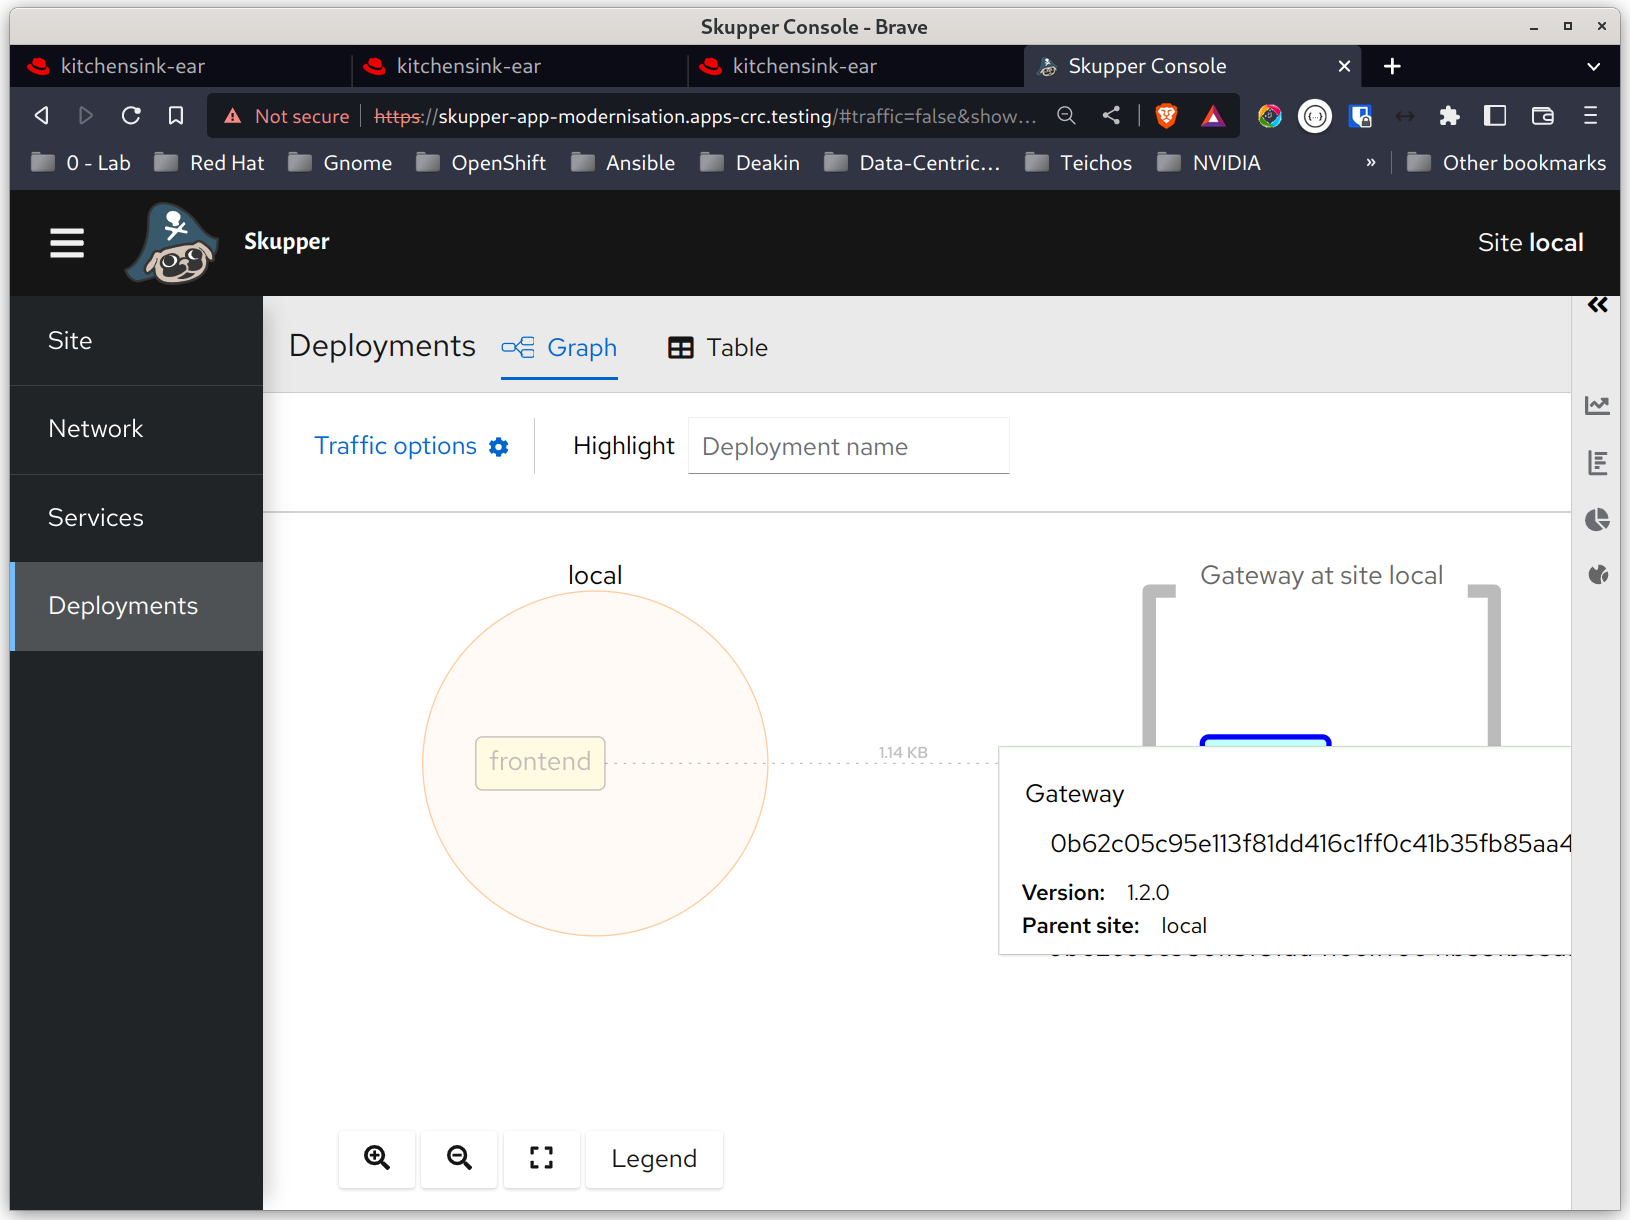 Skupper Console - Brave
kitchensink-ear
kitchensink-ear
kitchensink-ear
Skupper Console
Not secure
https://skupper-app-modernisation.apps-crc.testing/#traffic=false&show...
0 - Lab
Red Hat
Gnome
OpenShift
Ansible
Deakin
Data-Centric...
Teichos
NVIDIA
»
Other bookmarks
Skupper
Site local
Site
Network
Services
Deployments
Deployments
Graph
Table
Traffic options
Highlight
Deployment name
local
Gateway at site local
frontend
1.14 KB
Gateway
0b62c05c95e113f81dd416c1ff0c41b35fb85aa4
Version: 1.2.0
Parent site: local
Legend